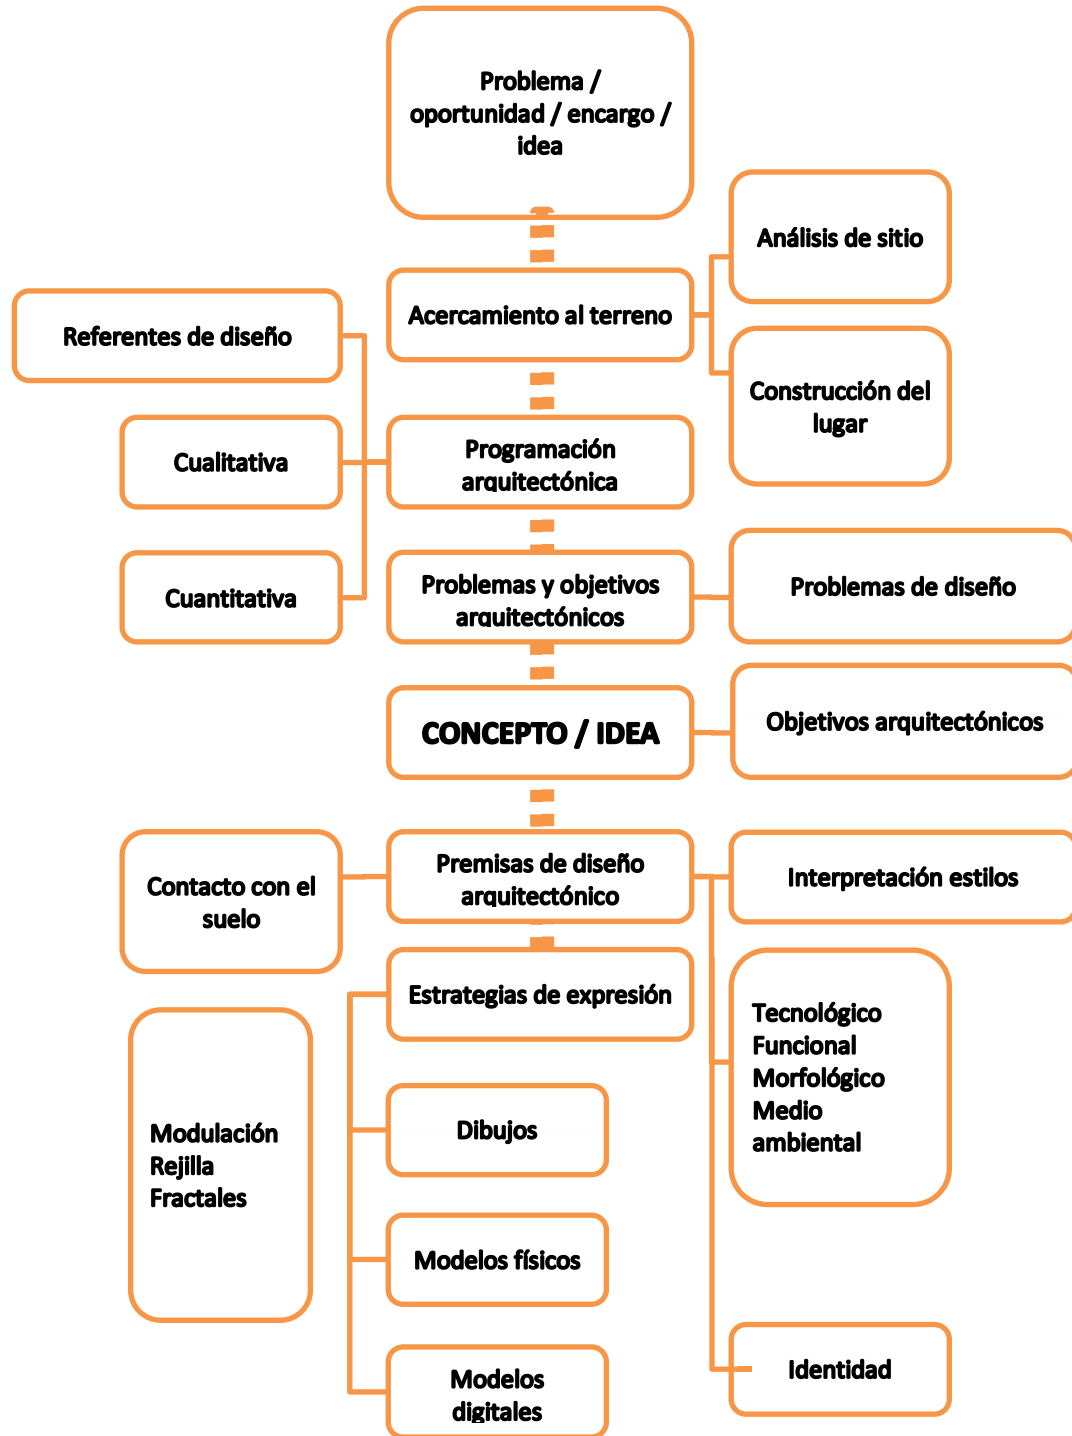 Problema /
oportunidad / encargo /
idea
Análisis de sitio
Acercamiento al terreno
Referentes de diseño
Construcción del
lugar
Programación
arquitectónica
Cualitativa
Problemas y objetivos
arquitectónicos
Problemas de diseño
Cuantitativa
CONCEPTO / IDEA
Objetivos arquitectónicos
Premisas de diseño
arquitectónico
Contacto con el
suelo
Interpretación estilos
Estrategias de expresión
Tecnológico
Funcional
Morfológico
Medio
ambiental
Modulación
Rejilla
Fractales
Dibujos
Modelos físicos
Modelos
digitales
Identidad